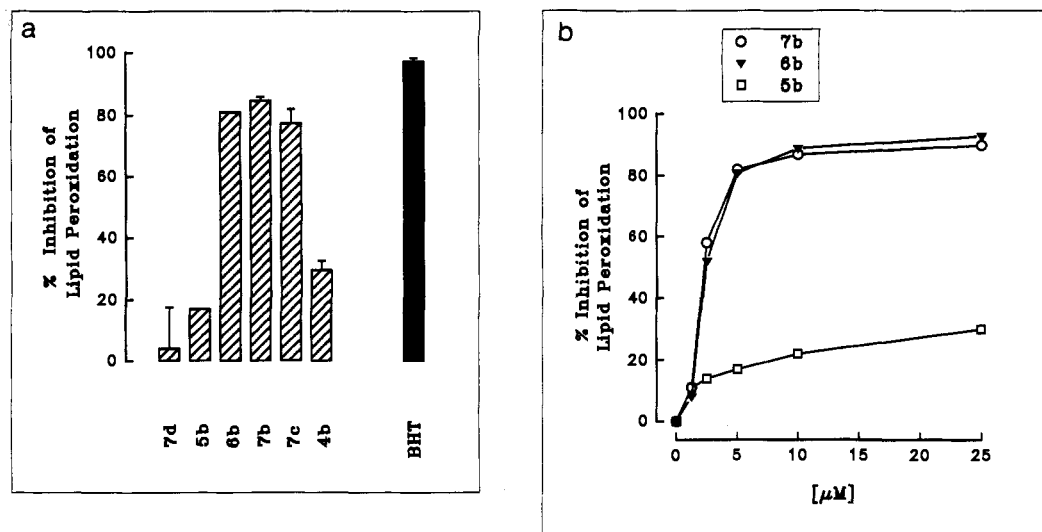 a
% Inhibition of
Lipid Peroxidation
100
80
60
40
20
0
7d
5b
6b
7b
7c
4b
BHT
b
7b
6b
5b
% Inhibition of
Lipid Peroxidation
100
80
60
40
20
0
0 5 10 15 20 25
[μM]